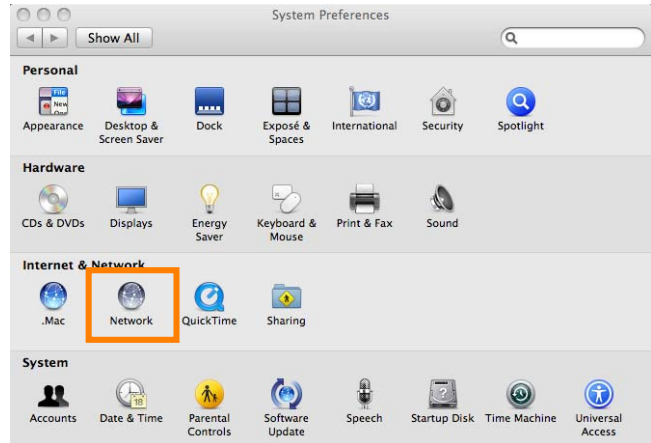 System Preferences
Show All
Personal
File
New
Appearance
Desktop &
Screen Saver
Dock
Exposé &
Spaces
International
Security
Spotlight
Hardware
CDs & DVDs
Displays
Energy
Saver
Keyboard &
Mouse
Print & Fax
Sound
Internet & Network
.Mac
Network
QuickTime
Sharing
System
18
Accounts
Date & Time
Parental
Controls
Software
Update
Speech
Startup Disk
Time Machine
Universal
Access